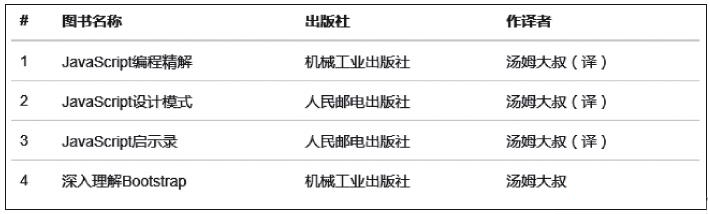 # 图书名称 出版社 作译者
1 JavaScript编程精解 机械工业出版社 汤姆大叔（译）
2 JavaScript设计模式 人民邮电出版社 汤姆大叔（译）
3 JavaScript启示录 人民邮电出版社 汤姆大叔（译）
4 深入理解Bootstrap 机械工业出版社 汤姆大叔